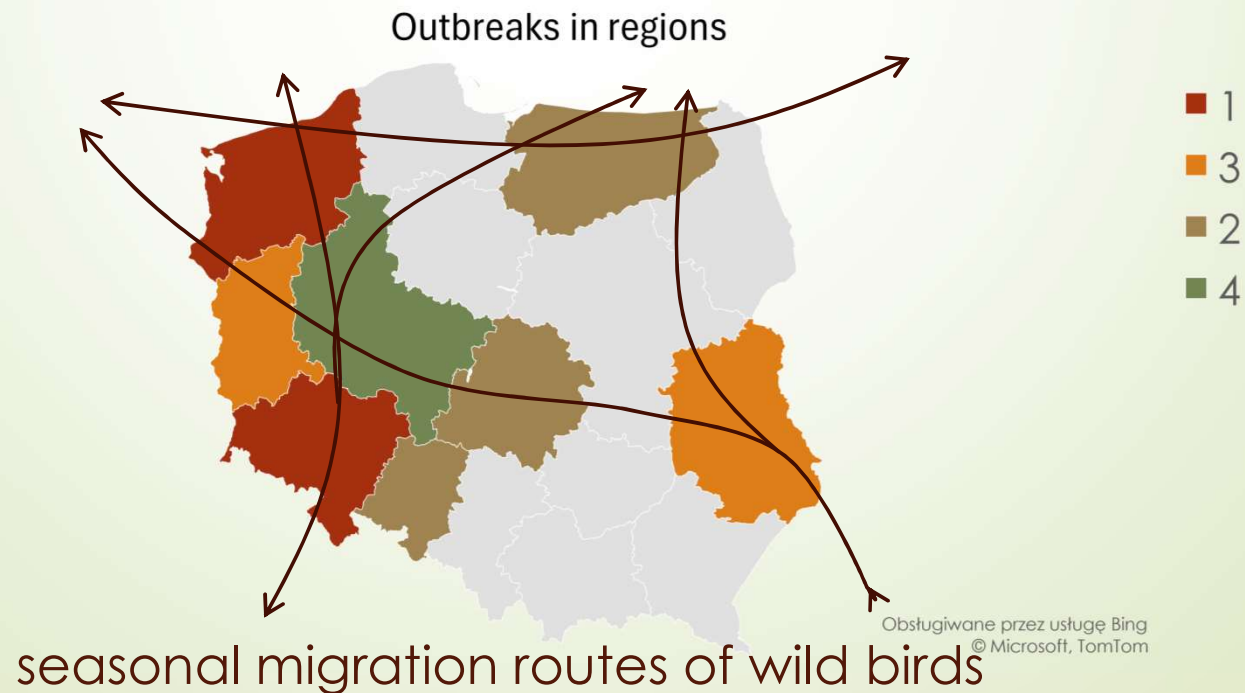 Outbreaks in regions
1
3
2
4
Obsługiwane przez usługę Bing
© Microsoft, TomTom
seasonal migration routes of wild birds